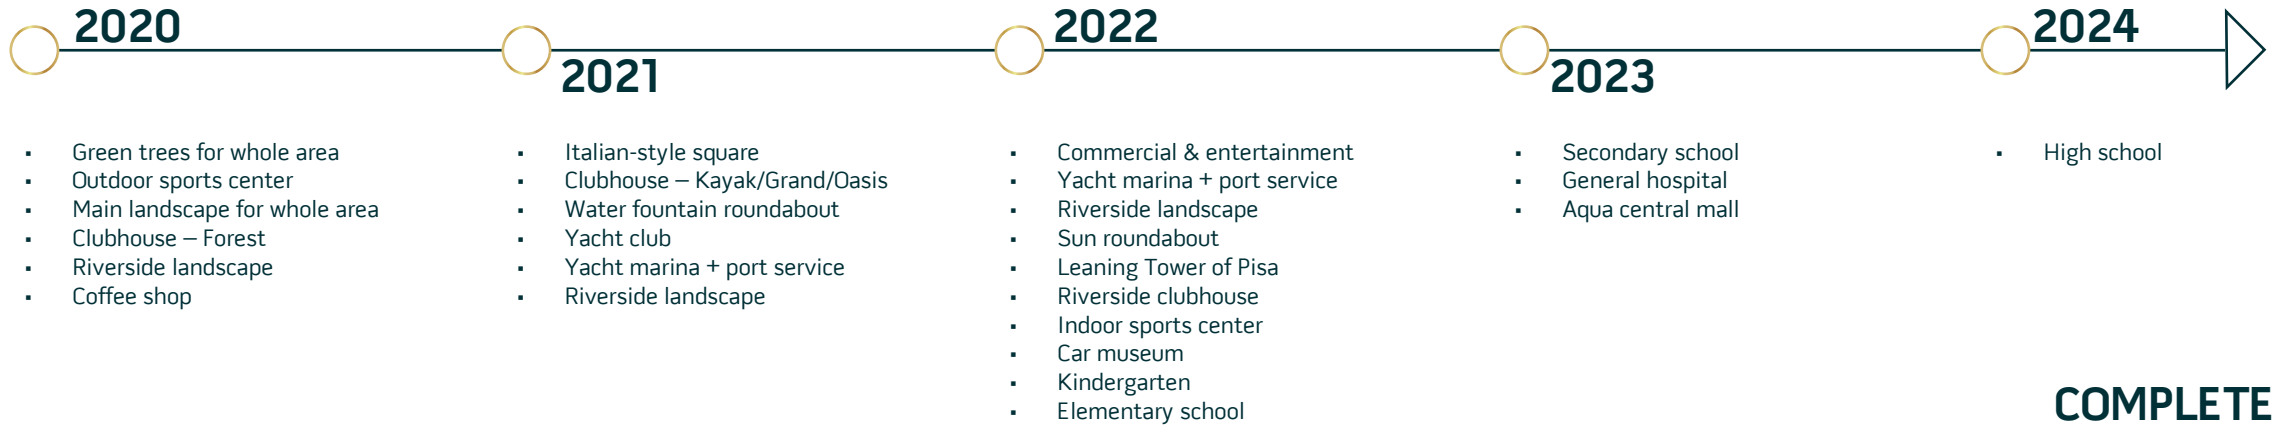 2020
▪ Green trees for whole area
▪ Outdoor sports center
▪ Main landscape for whole area
▪ Clubhouse – Forest
▪ Riverside landscape
▪ Coffee shop
2021
▪ Italian-style square
▪ Clubhouse – Kayak/Grand/Oasis
▪ Water fountain roundabout
▪ Yacht club
▪ Yacht marina + port service
▪ Riverside landscape
2022
▪ Commercial & entertainment
▪ Yacht marina + port service
▪ Riverside landscape
▪ Sun roundabout
▪ Leaning Tower of Pisa
▪ Riverside clubhouse
▪ Indoor sports center
▪ Car museum
▪ Kindergarten
▪ Elementary school
2023
▪ Secondary school
▪ General hospital
▪ Aqua central mall
2024
▪ High school
COMPLETE